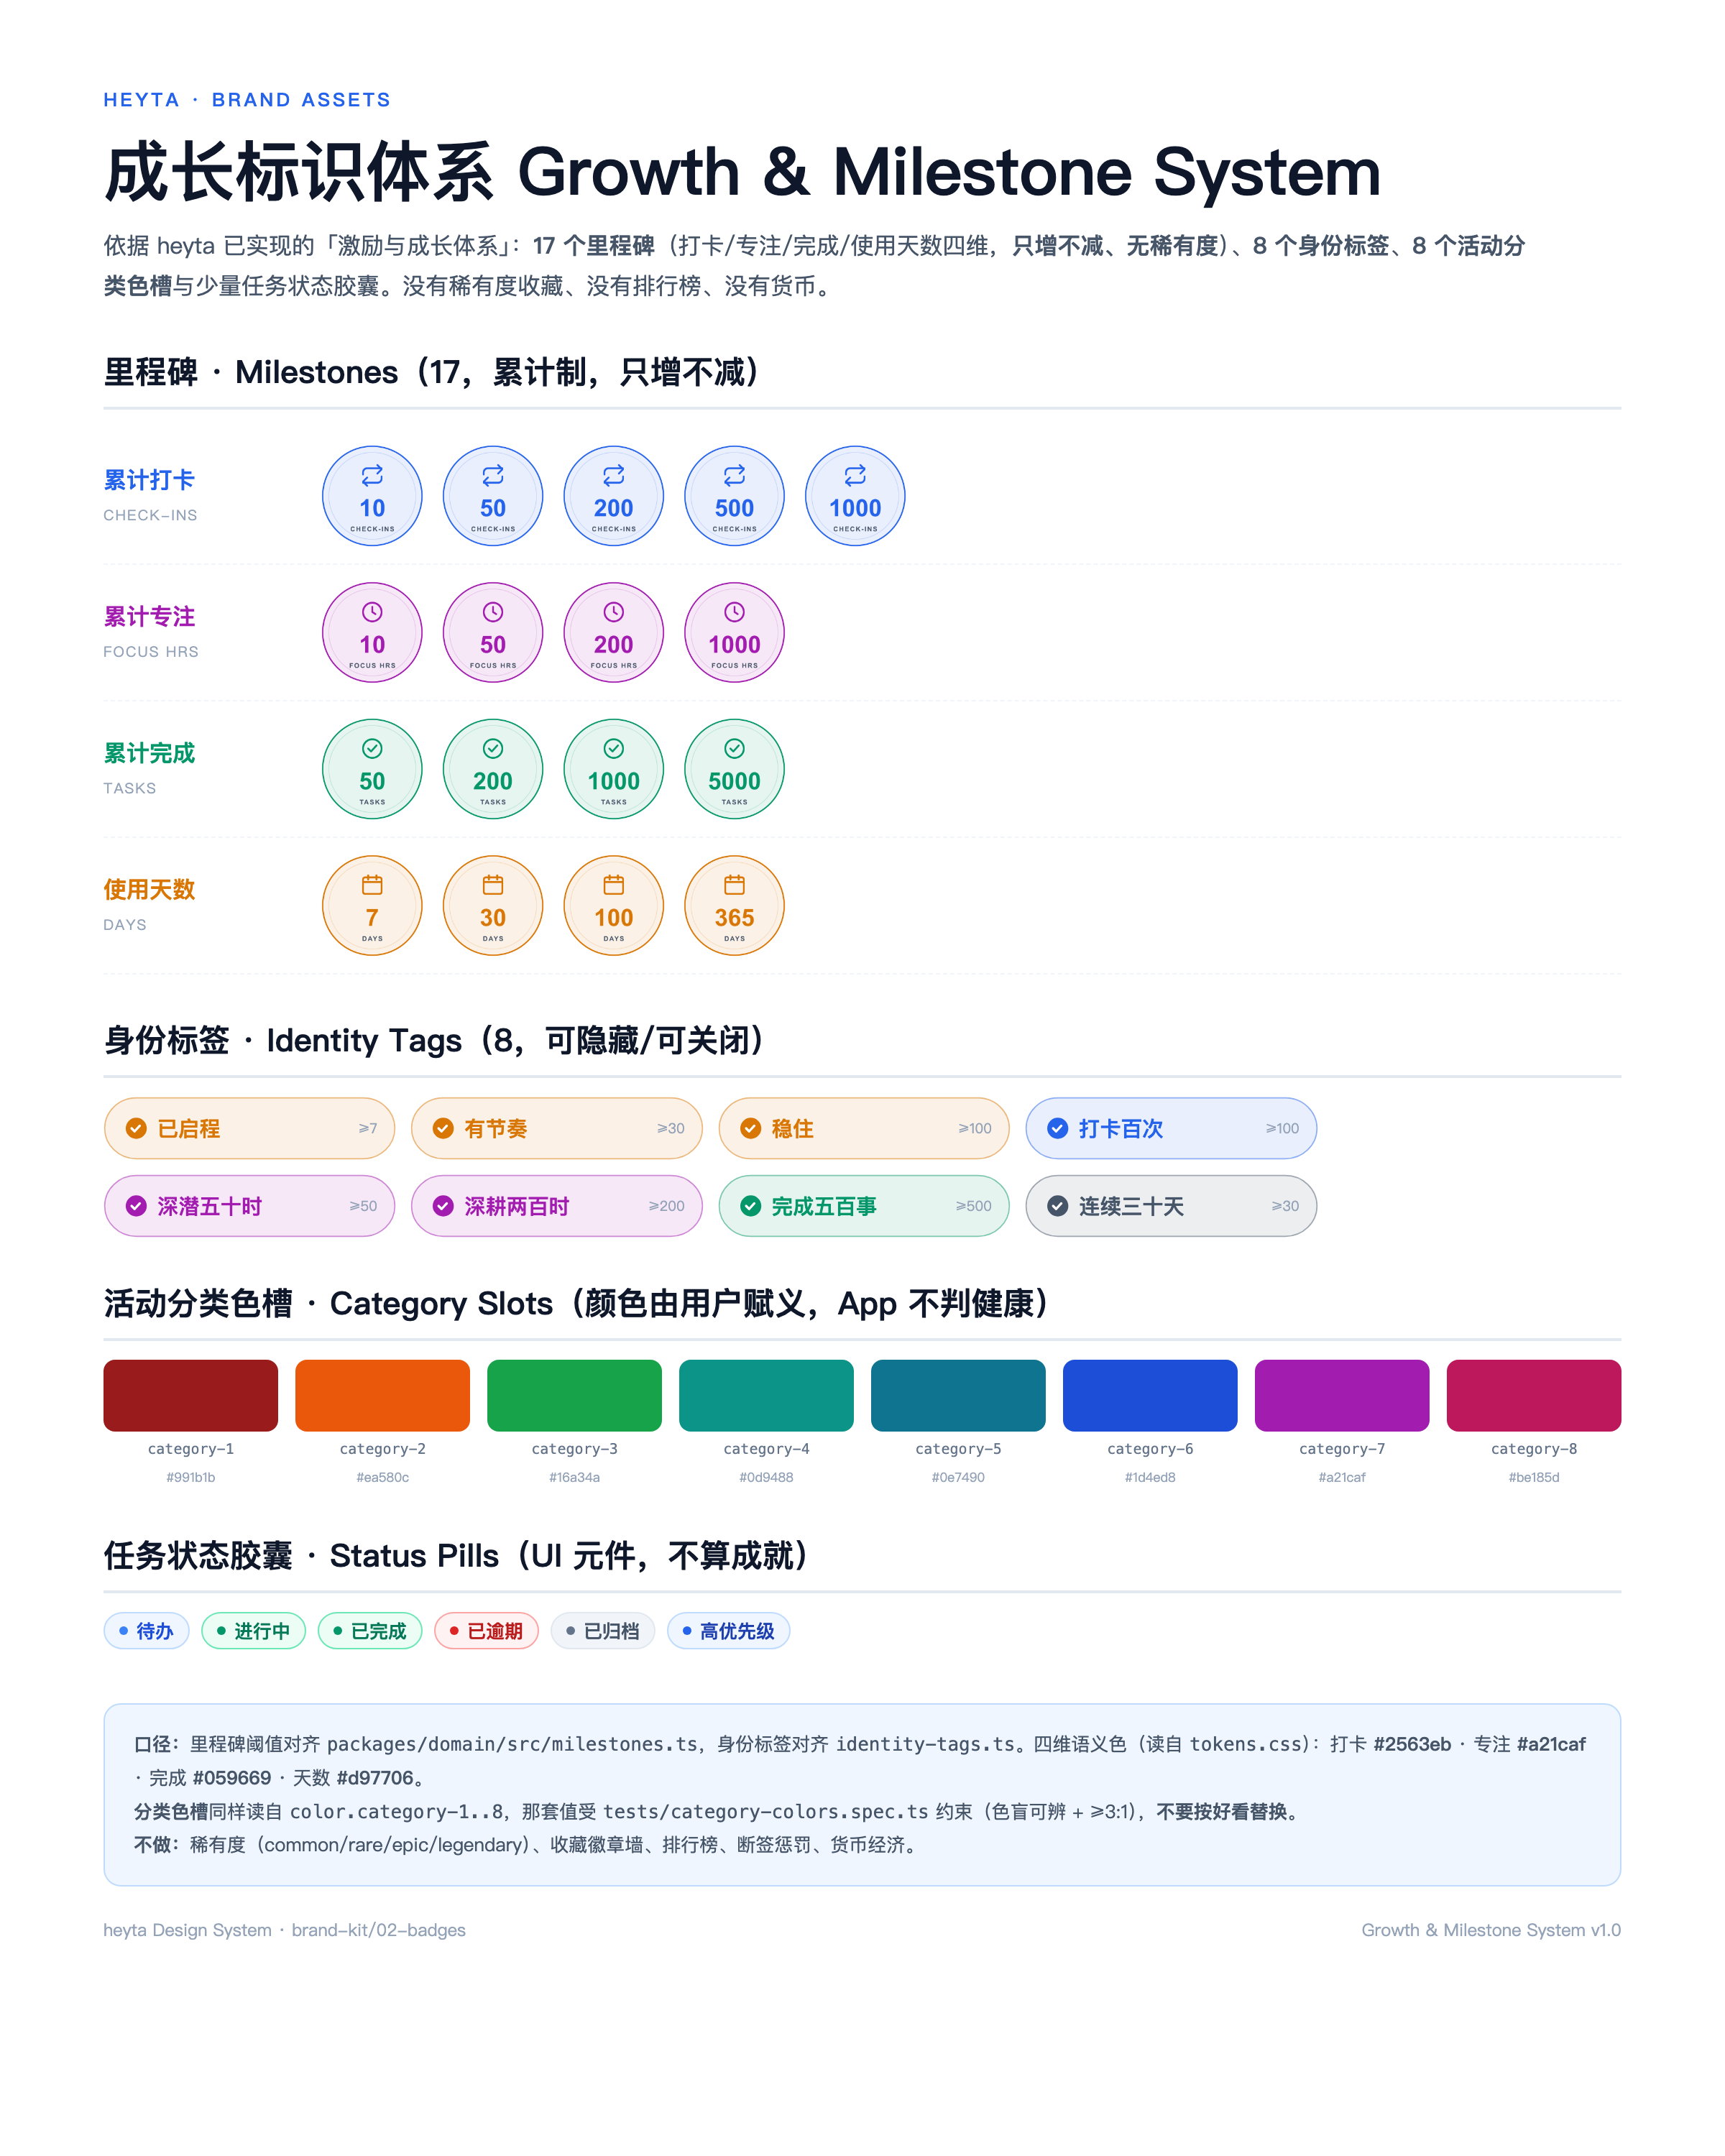 HEYTA · BRAND ASSETS
成长标识体系 Growth & Milestone System
依据 heyta 已实现的「激励与成长体系」：17 个里程碑（打卡/专注/完成/使用天数四维，只增不减、无稀有度）、8 个身份标签、8 个活动分
类色槽与少量任务状态胶囊。没有稀有度收藏、没有排行榜、没有货币。
里程碑 · Milestones（17，累计制，只增不减）
累计打卡
CHECK-INS
10 50 200 500 1000
CHECK-INS CHECK-INS CHECK-INS CHECK-INS CHECK-INS
累计专注
FOCUS HRS
10 50 200 1000
FOCUS HRS FOCUS HRS FOCUS HRS FOCUS HRS
累计完成
TASKS
50 200 1000 5000
TASKS TASKS TASKS TASKS
使用天数
DAYS
7 30 100 365
DAYS DAYS DAYS DAYS
身份标签 · Identity Tags（8，可隐藏/可关闭）
已启程 ≥7 有节奏 ≥30 稳住 ≥100 打卡百次 ≥100
深潜五十时 ≥50 深耕两百时 ≥200 完成五百事 ≥500 连续三十天 ≥30
活动分类色槽 · Category Slots（颜色由用户赋义，App 不判健康）
category-1 category-2 category-3 category-4 category-5 category-6 category-7 category-8
#991b1b #ea580c #16a34a #0d9488 #0e7490 #1d4ed8 #a21caf #be185d
任务状态胶囊 · Status Pills（UI 元件，不算成就）
待办 进行中 已完成 已逾期 已归档 高优先级
口径：里程碑阈值对齐 packages/domain/src/milestones.ts，身份标签对齐 identity-tags.ts。四维语义色（读自 tokens.css）：打卡 #2563eb · 专注 #a21caf
· 完成 #059669 · 天数 #d97706。
分类色槽同样读自 color.category-1..8，那套值受 tests/category-colors.spec.ts 约束（色盲可辨 + ≥3:1)，不要按好看替换。
不做：稀有度（common/rare/epic/legendary）、收藏徽章墙、排行榜、断签惩罚、货币经济。
heyta Design System · brand-kit/02-badges
Growth & Milestone System v1.0